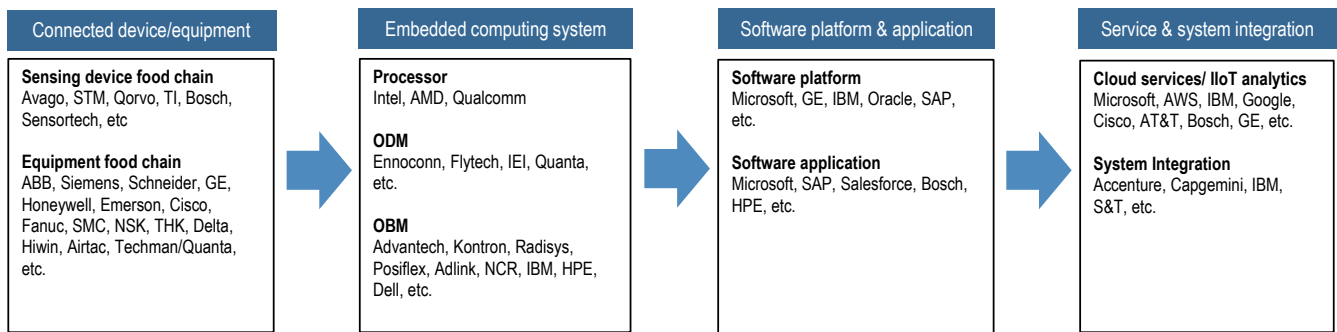 Connected device/equipment
Sensing device food chain
Avago, STM, Qorvo, TI, Bosch,
Sensortech, etc
Equipment food chain
ABB, Siemens, Schneider, GE,
Honeywell, Emerson, Cisco,
Fanuc, SMC, NSK, THK, Delta,
Hiwin, Airtac, Techman/Quanta,
etc.
Embedded computing system
Processor
Intel, AMD, Qualcomm
ODM
Ennoconn, Flytech, IEI, Quanta,
etc.
OBM
Advantech, Kontron, Radisys,
Posiflex, Adlink, NCR, IBM, HPE,
Dell, etc.
Software platform & application
Software platform
Microsoft, GE, IBM, Oracle, SAP,
etc.
Software application
Microsoft, SAP, Salesforce, Bosch,
HPE, etc.
Service & system integration
Cloud services/ IIoT analytics
Microsoft, AWS, IBM, Google,
Cisco, AT&T, Bosch, GE, etc.
System Integration
Accenture, Capgemini, IBM,
S&T, etc.